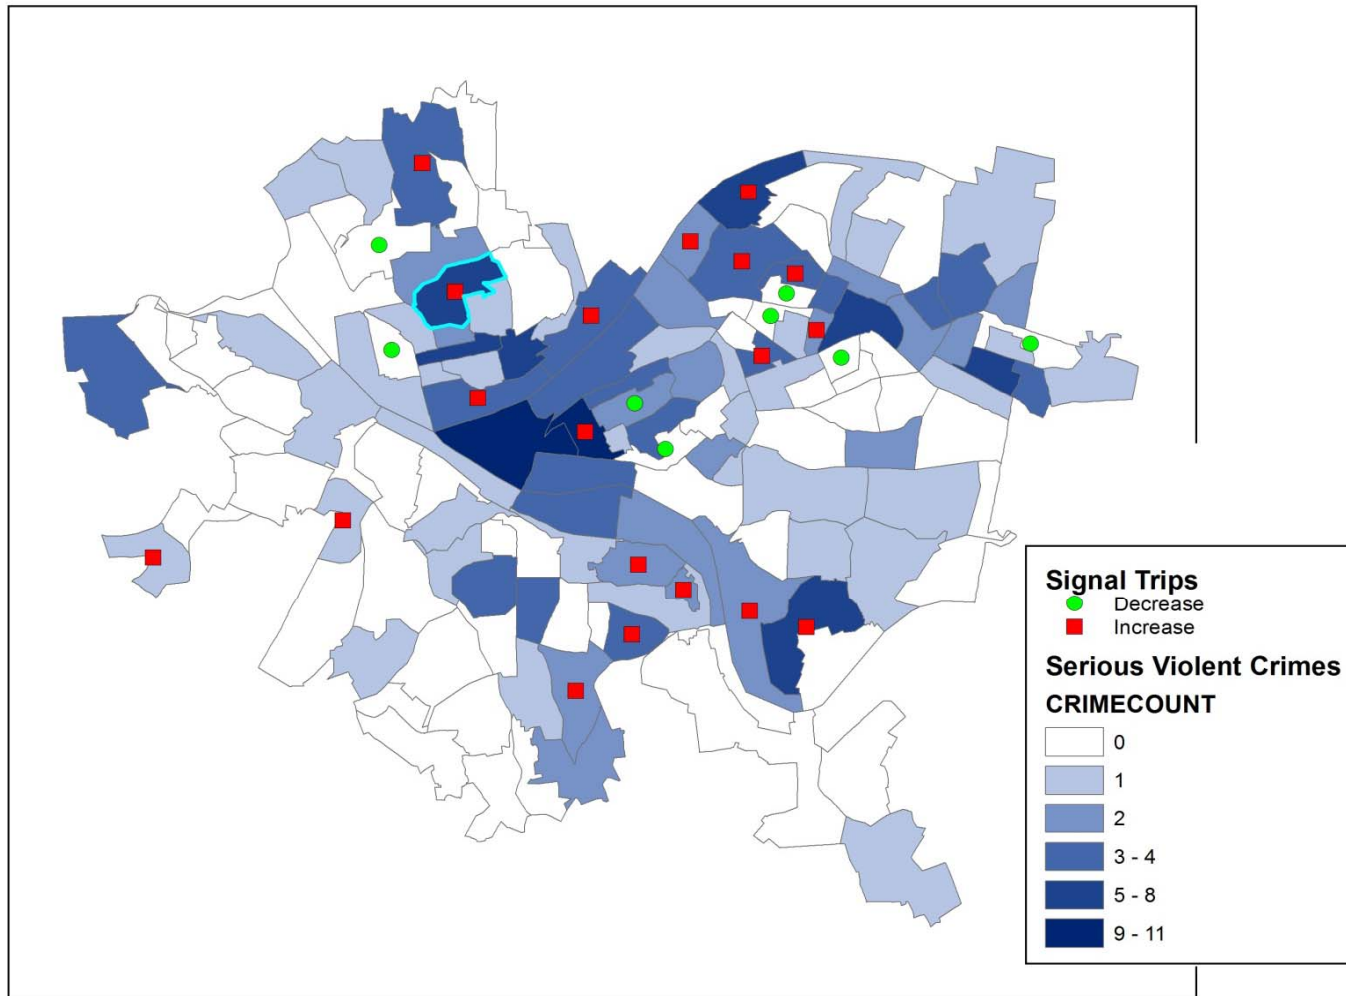 Signal Trips
Decrease
Increase
Serious Violent Crimes
CRIMECOUNT
0
1
2
3 - 4
5 - 8
9 - 11